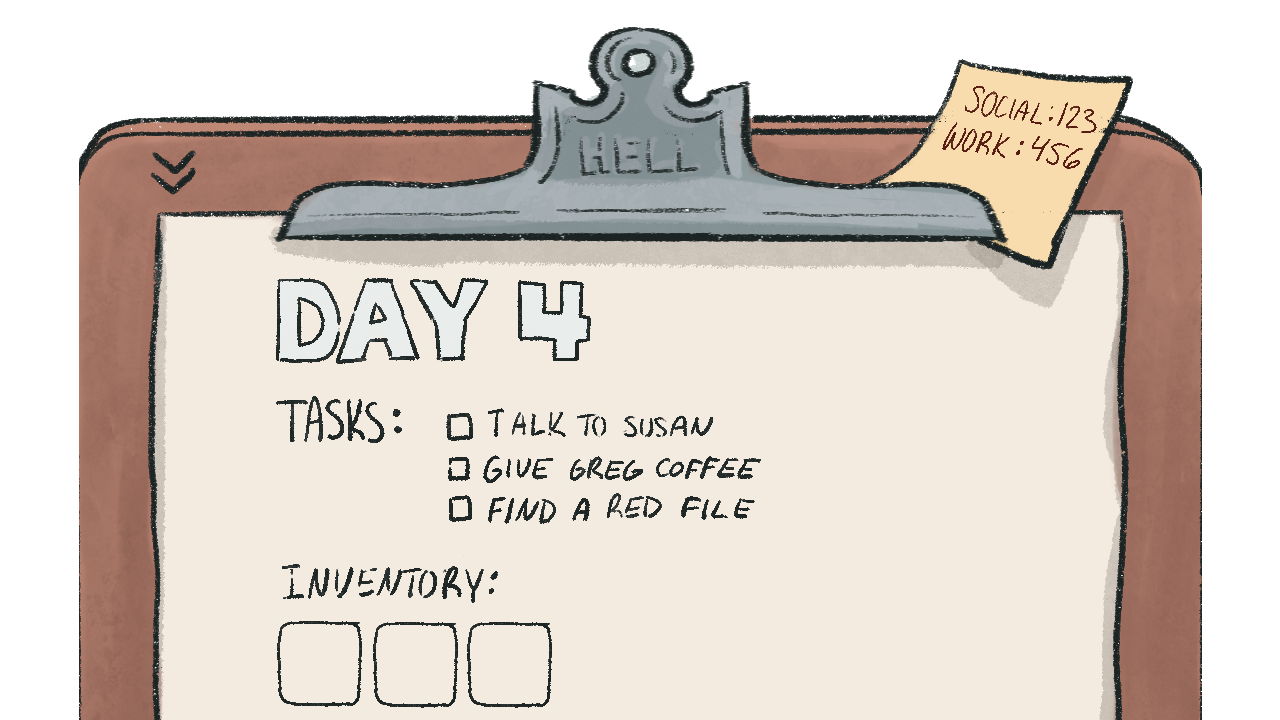 HELL
SOCIAL:123
WORK:456
DAY 4
TASKS:
TALK TO SUSAN
GIVE GREG COFFEE
FIND A RED FILE
INVENTORY: